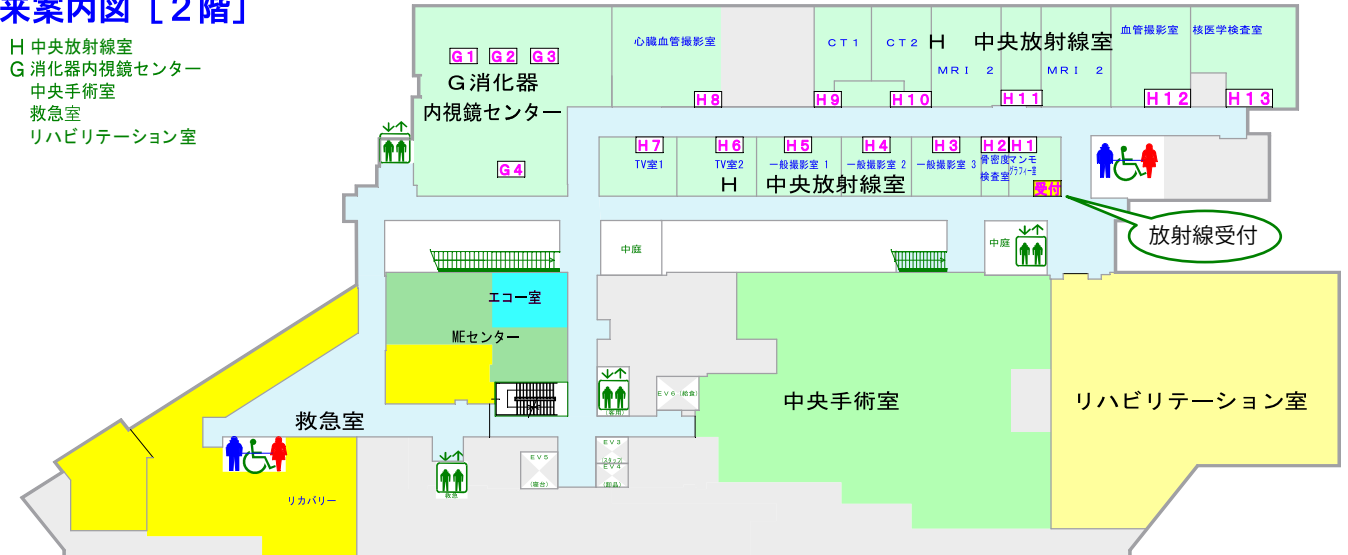 来案内図［２階］
H 中央放射線室
G 消化器内視鏡センター
中央手術室
救急室
リハビリテーション室
G1 G2 G3
G消化器
内視鏡センター
G4
心臓血管撮影室
CT1
CT2
H 中央放射線室
MRI 2
MRI 2
血管撮影室
核医学検査室
H8
H9
H10
H11
H12
H13
H7
H6
H5
H4
H3
H2
H1
TV室1
TV室2
一般撮影室 1
一般撮影室 2
一般撮影室 3
骨密度
検査室
マンモ
グラフィー室
H 中央放射線室
受付
放射線受付
中庭
中庭
エコー室
MEセンター
EV6 (給食)
中央手術室
リハビリテーション室
救急室
EV3
(スタッフ)
EV4
EV5
(寝台)
救急
リカバリー